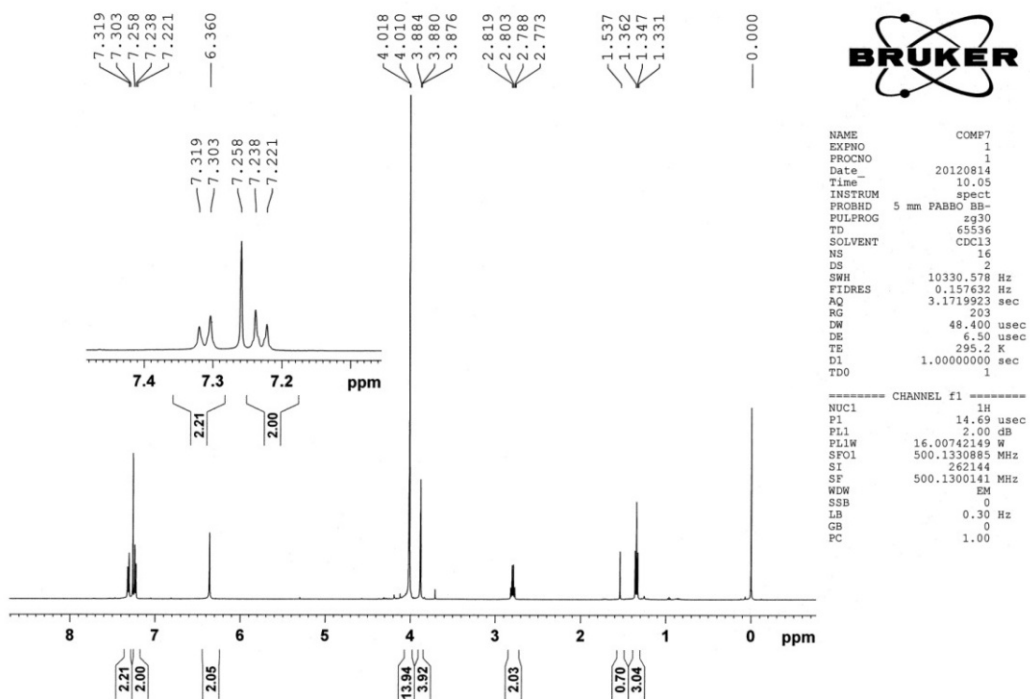 7.319
7.303
7.258
7.238
7.221
6.360
4.018
4.010
3.884
3.880
3.876
2.819
2.803
2.788
2.773
1.537
1.362
1.347
1.331
0.000
BRUKER
7.319
7.303
7.258
7.238
7.221
7.4 7.3 7.2 ppm
2.21 2.00
NAME COMP7
EXPNO 1
PROCNO 1
Date_ 20120814
Time 10.05
INSTRUM spect
PROBHD 5 mm PABBO BB-
PULPROG zg30
TD 65536
SOLVENT CDCl3
NS 16
DS 2
SWH 10330.578 Hz
FIDRES 0.157632 Hz
AQ 3.1719923 sec
RG 203
DW 48.400 usec
DE 6.50 usec
TE 295.2 K
D1 1.00000000 sec
TD0 1
======== CHANNEL f1 ========
NUC1 1H
P1 14.69 usec
PL1 2.00 dB
PL1W 16.00742149 W
SFO1 500.1330885 MHz
SI 262144
SF 500.1300141 MHz
WDW EM
SSB 0
LB 0.30 Hz
GB 0
PC 1.00
8 7 6 5 4 3 2 1 0 ppm
2.21 2.00 2.05 13.94 3.92 2.03 0.70 3.04